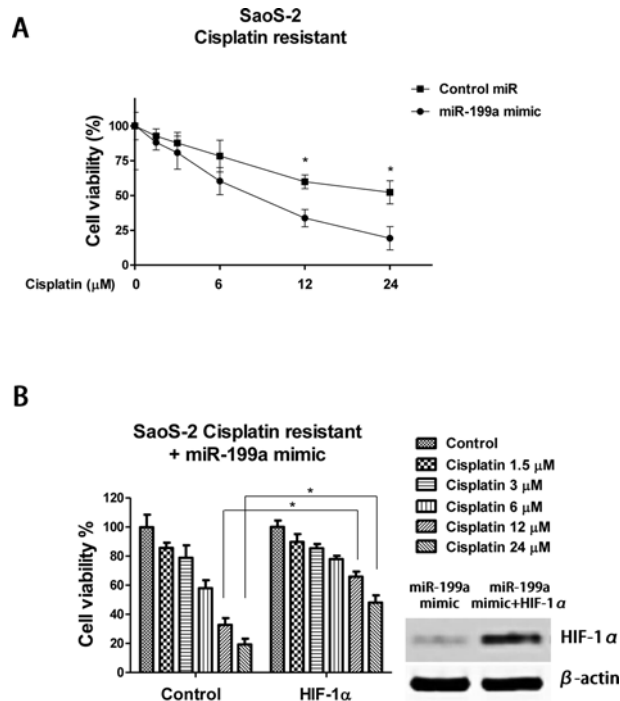 A
SaoS-2
Cisplatin resistant
Control miR
miR-199a mimic
Cell viability (%)
100
75
50
25
0
*
*
Cisplatin (μM)
0
6
12
24
B
SaoS-2 Cisplatin resistant
+ miR-199a mimic
Cell viability %
120
100
80
60
40
20
0
*
*
Control
HIF-1α
Control
Cisplatin 1.5 μM
Cisplatin 3 μM
Cisplatin 6 μM
Cisplatin 12 μM
Cisplatin 24 μM
miR-199a
mimic
miR-199a
mimic+HIF-1α
HIF-1α
β-actin